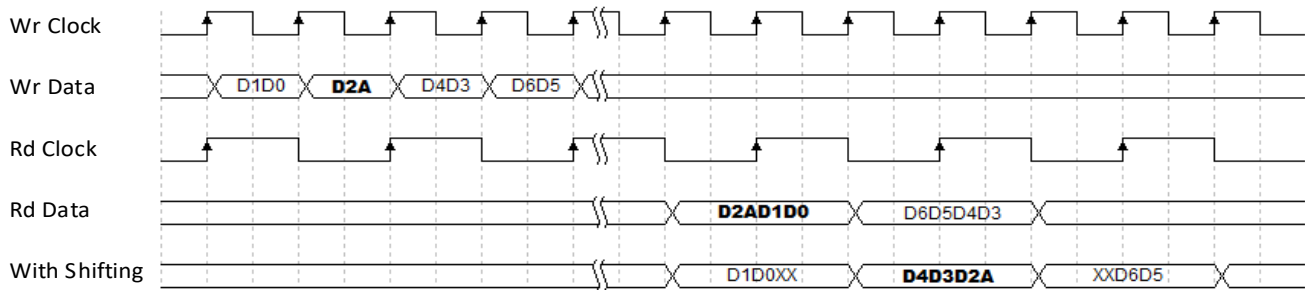 Wr Clock
Wr Data D1D0 D2A D4D3 D6D5
Rd Clock
Rd Data D2AD1D0 D6D5D4D3
With Shifting D1D0XX D4D3D2A XXD6D5